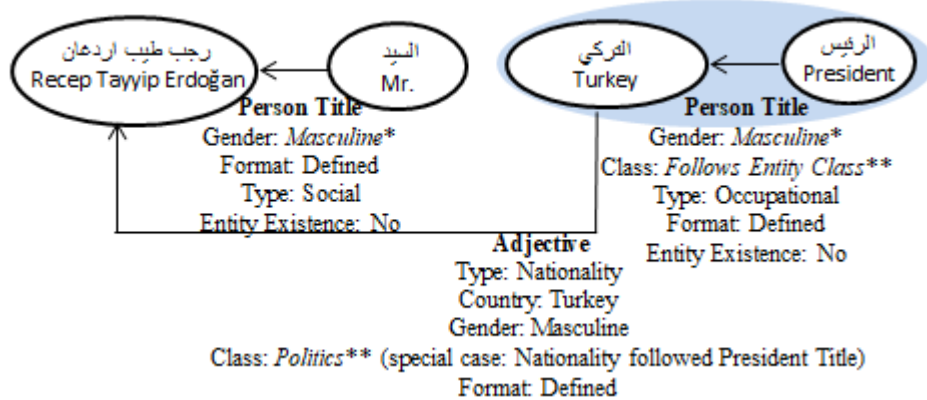 رجب طيب اردغان
Recep Tayyip Erdoğan
السيد
Mr.
التركي
Turkey
الرئيس
President
Person Title
Gender: Masculine*
Format: Defined
Type: Social
Entity Existence: No
Person Title
Gender: Masculine*
Class: Follows Entity Class**
Type: Occupational
Format: Defined
Entity Existence: No
Adjective
Type: Nationality
Country: Turkey
Gender: Masculine
Class: Politics** (special case: Nationality followed President Title)
Format: Defined